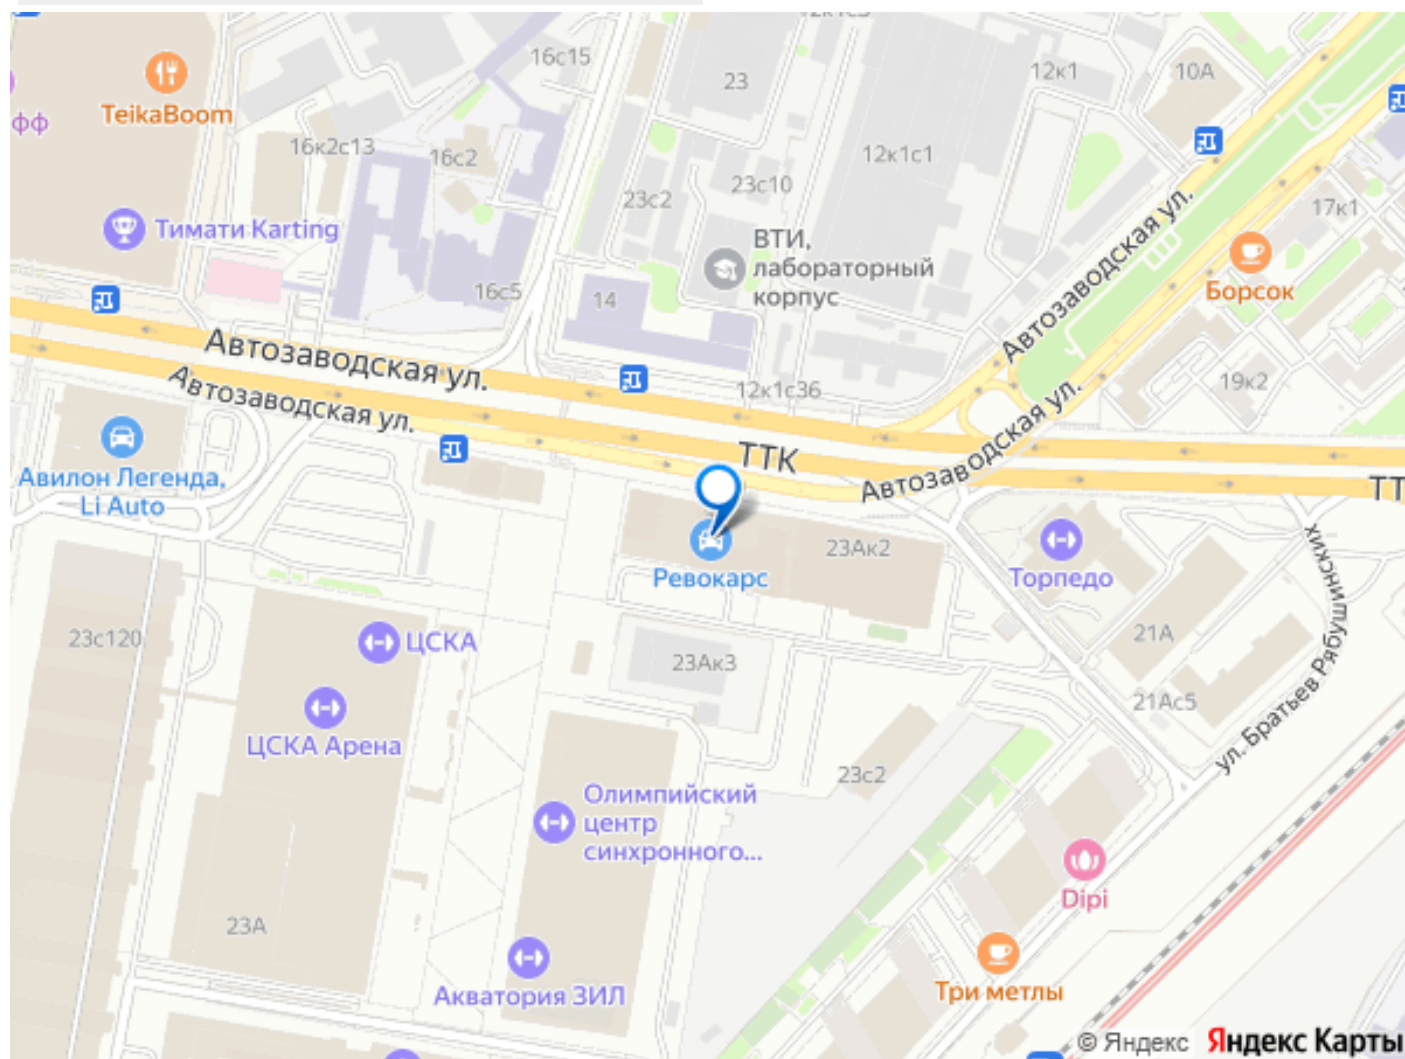 12к1с3
16с15
23
12к1
10А
TeikaBoom
фф
16к2с13
16с2
12к1с1
23с2
23с10
17к1
Тимати Karting
ВТИ,
лабораторный
корпус
Автозаводская ул.
Борсок
16с5
14
Автозаводская ул.
Автозаводская ул.
12к1с36
19к2
Автозаводская ул.
ТТК
Авилон Легенда,
Li Auto
ТТ
23Ак2
Ревокарс
Торпедо
ул. Братьев Рябушинских
23с120
ЦСКА
23Ак3
21А
21Ас5
ЦСКА Арена
23с2
Олимпийский
центр
синхронного...
Dipi
23А
Акватория ЗИЛ
Три метлы
© Яндекс Яндекс Карты